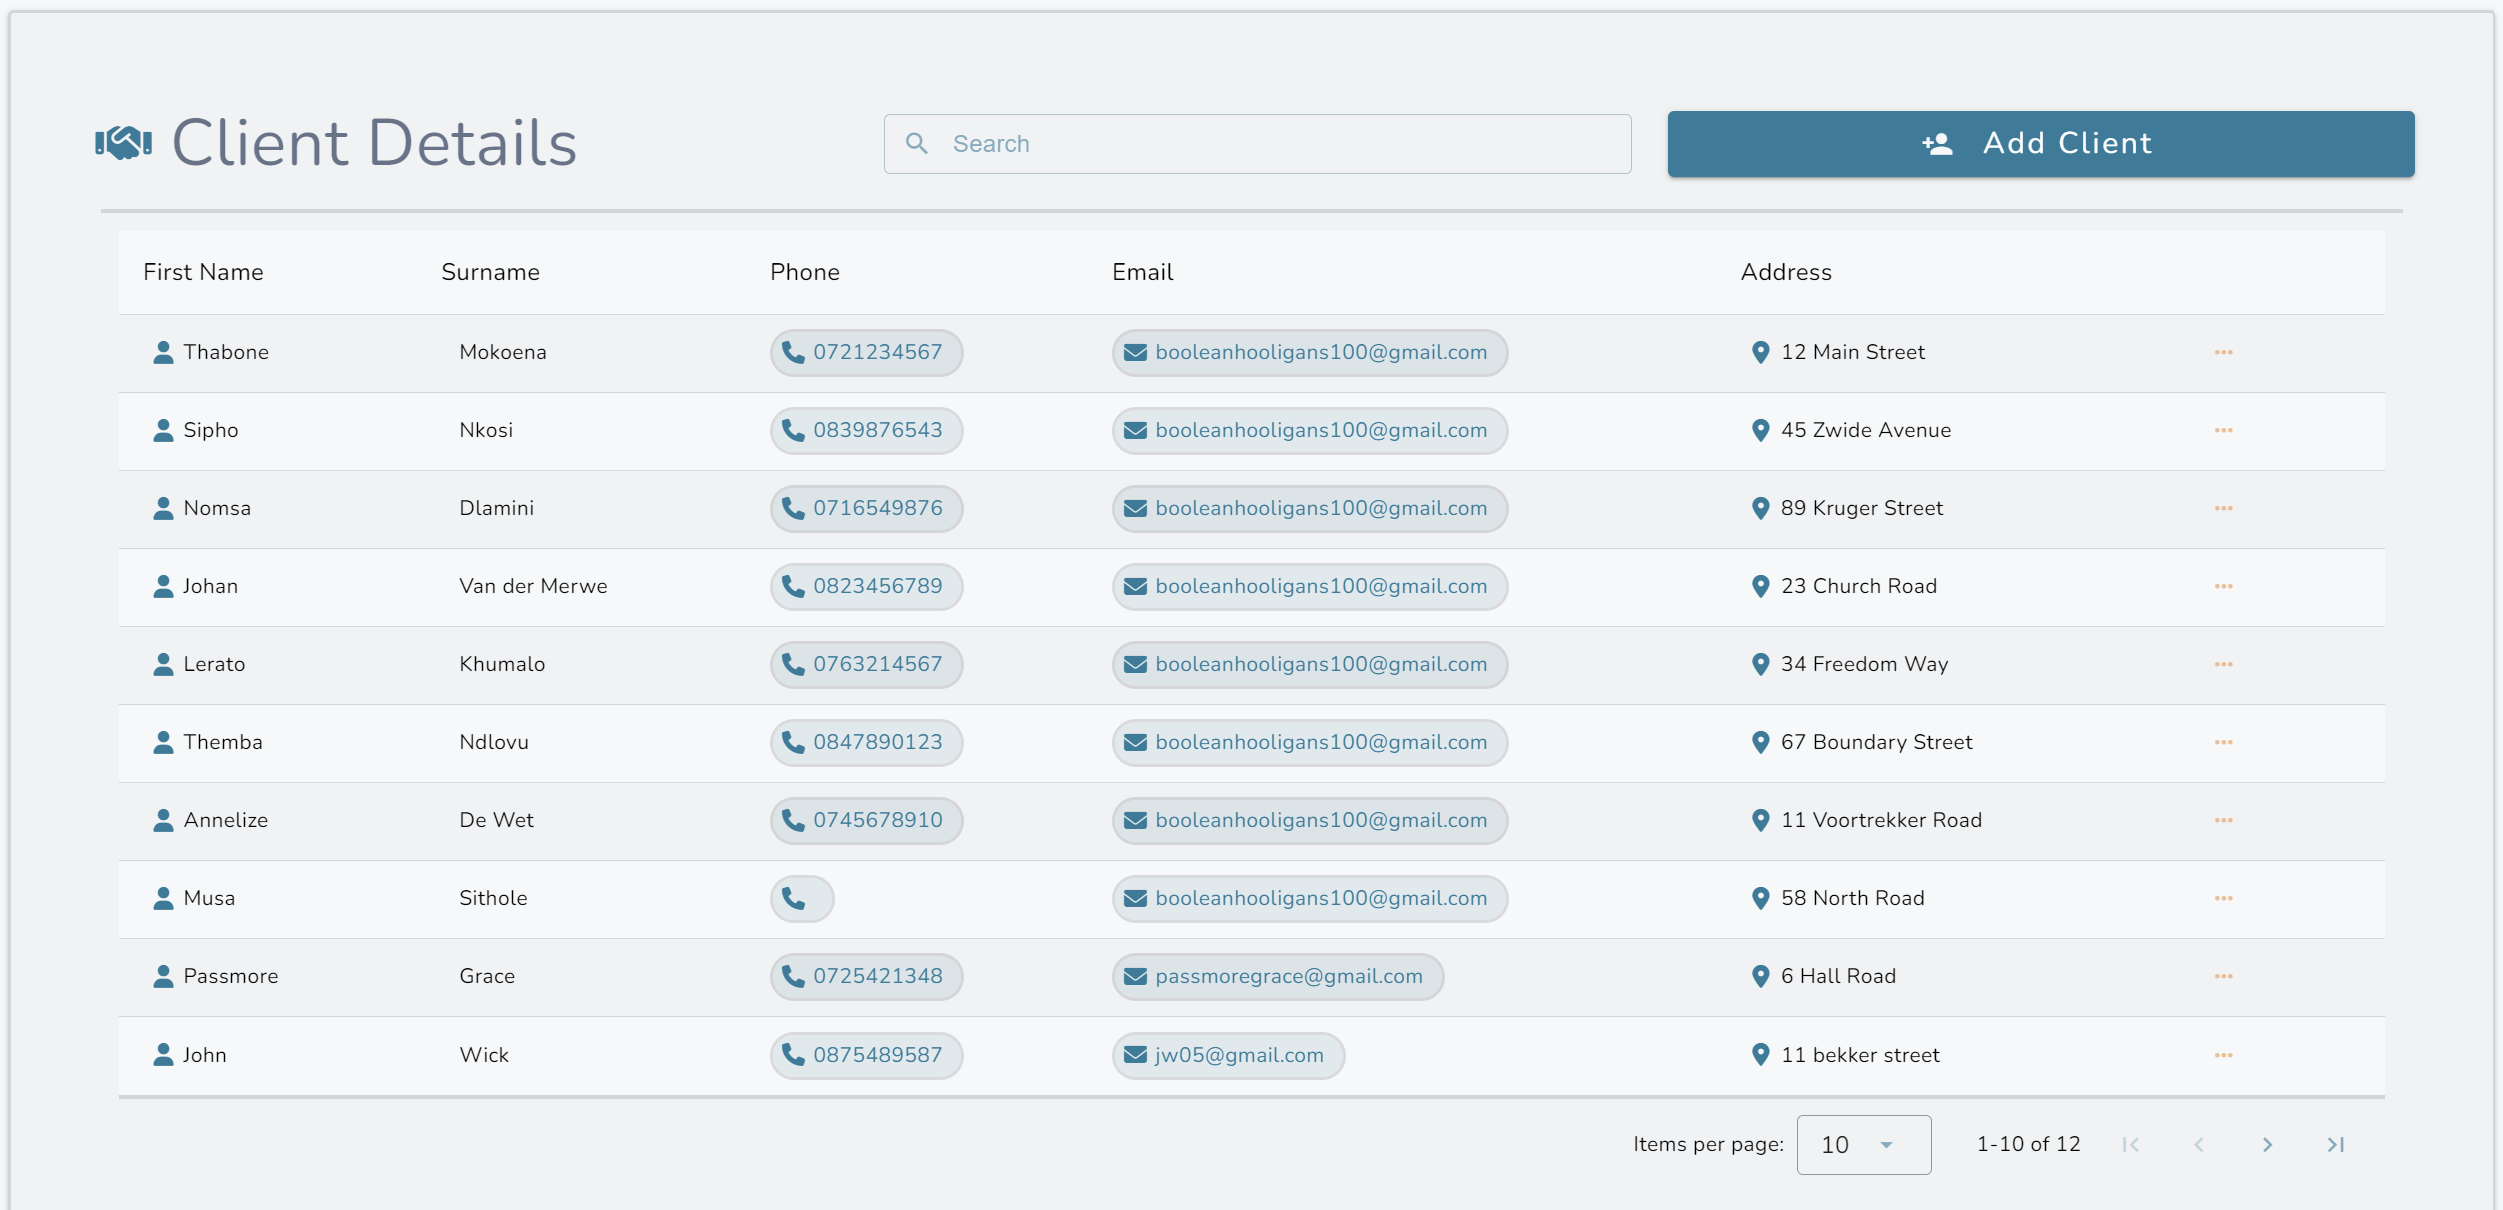 Client Details
Search
Add Client
First Name Surname Phone Email Address
Thabone Mokoena 0721234567 booleanhooligans100@gmail.com 12 Main Street
Sipho Nkosi 0839876543 booleanhooligans100@gmail.com 45 Zwide Avenue
Nomsa Dlamini 0716549876 booleanhooligans100@gmail.com 89 Kruger Street
Johan Van der Merwe 0823456789 booleanhooligans100@gmail.com 23 Church Road
Lerato Khumalo 0763214567 booleanhooligans100@gmail.com 34 Freedom Way
Themba Ndlovu 0847890123 booleanhooligans100@gmail.com 67 Boundary Street
Annelize De Wet 0745678910 booleanhooligans100@gmail.com 11 Voortrekker Road
Musa Sithole booleanhooligans100@gmail.com 58 North Road
Passmore Grace 0725421348 passmoregrace@gmail.com 6 Hall Road
John Wick 0875489587 jw05@gmail.com 11 bekker street
Items per page: 10 1-10 of 12